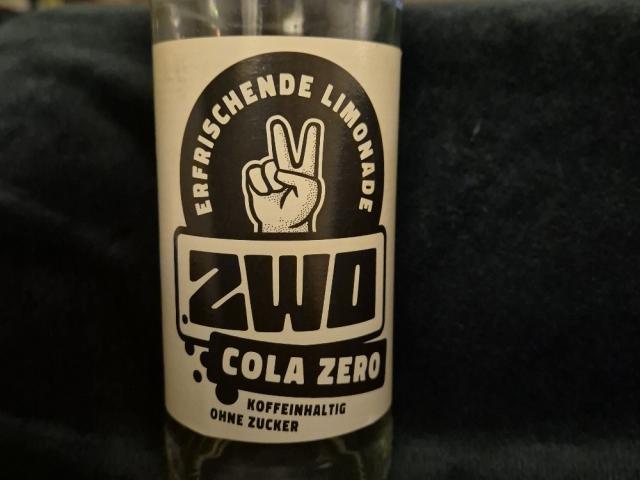 ERFRISCHENDE LIMONADE
ZWO
COLA ZERO
KOFFEINHALTIG
OHNE ZUCKER